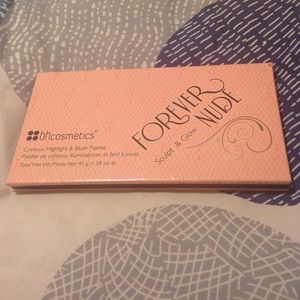 bhcosmetics®
Contour, Highlight & Blush Palette
Palette de contour, illuminatrices et fard à joues
Total Net Wt./Poids Net 45 g /1.58 oz ℮
FOREVER
NUDE
Sculpt & Glow